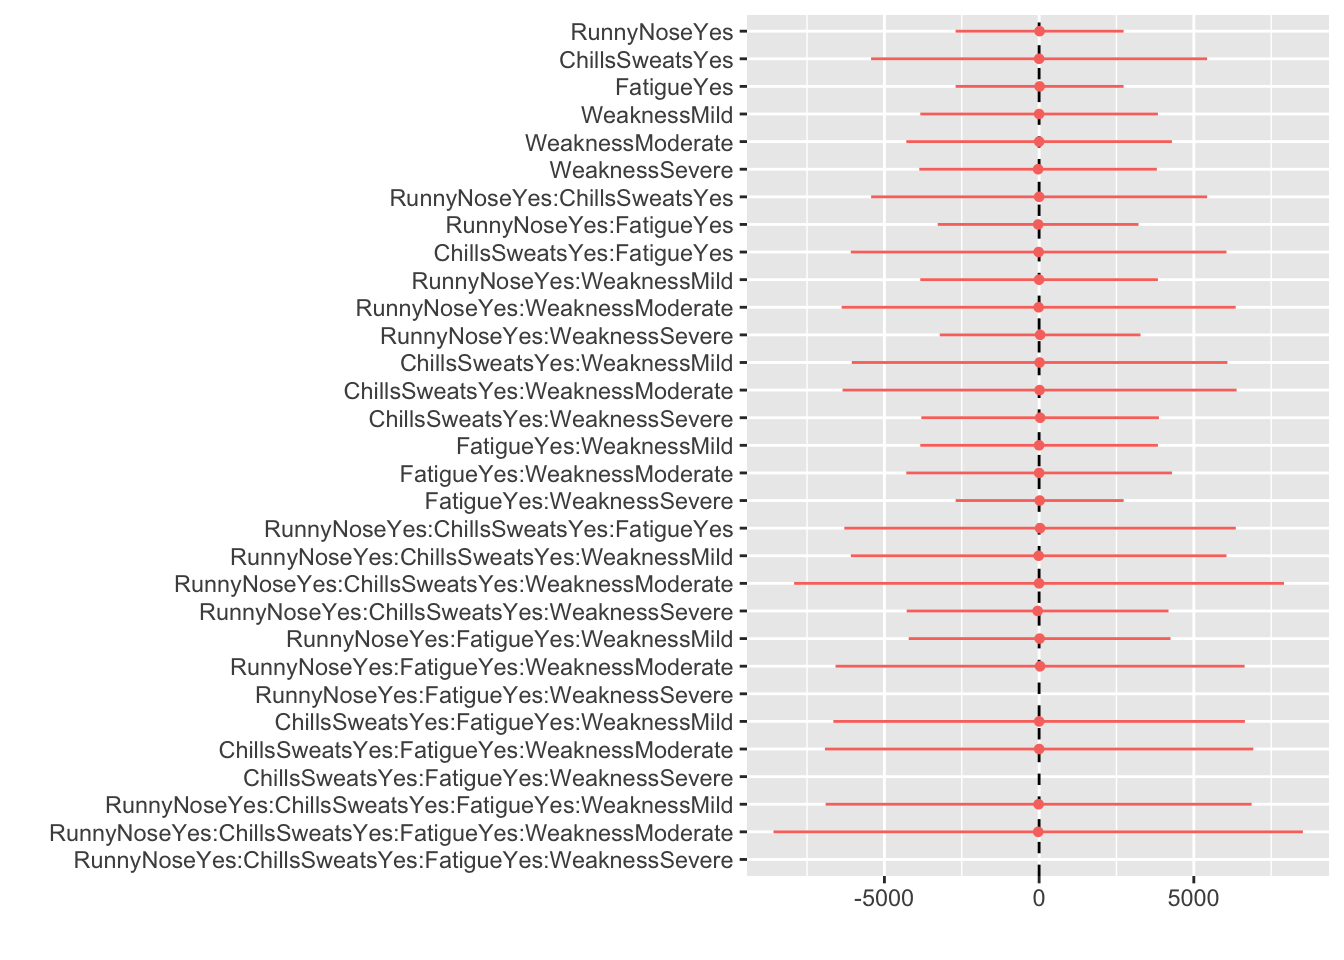 RunnyNoseYes
ChillsSweatsYes
FatigueYes
WeaknessMild
WeaknessModerate
WeaknessSevere
RunnyNoseYes:ChillsSweatsYes
RunnyNoseYes:FatigueYes
ChillsSweatsYes:FatigueYes
RunnyNoseYes:WeaknessMild
RunnyNoseYes:WeaknessModerate
RunnyNoseYes:WeaknessSevere
ChillsSweatsYes:WeaknessMild
ChillsSweatsYes:WeaknessModerate
ChillsSweatsYes:WeaknessSevere
FatigueYes:WeaknessMild
FatigueYes:WeaknessModerate
FatigueYes:WeaknessSevere
RunnyNoseYes:ChillsSweatsYes:FatigueYes
RunnyNoseYes:ChillsSweatsYes:WeaknessMild
RunnyNoseYes:ChillsSweatsYes:WeaknessModerate
RunnyNoseYes:ChillsSweatsYes:WeaknessSevere
RunnyNoseYes:FatigueYes:WeaknessMild
RunnyNoseYes:FatigueYes:WeaknessModerate
RunnyNoseYes:FatigueYes:WeaknessSevere
ChillsSweatsYes:FatigueYes:WeaknessMild
ChillsSweatsYes:FatigueYes:WeaknessModerate
ChillsSweatsYes:FatigueYes:WeaknessSevere
RunnyNoseYes:ChillsSweatsYes:FatigueYes:WeaknessMild
RunnyNoseYes:ChillsSweatsYes:FatigueYes:WeaknessModerate
RunnyNoseYes:ChillsSweatsYes:FatigueYes:WeaknessSevere
-5000 0 5000